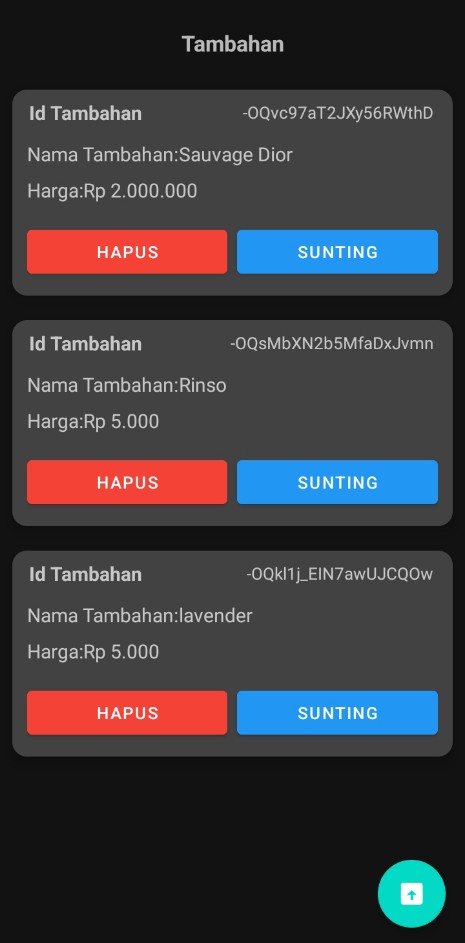 Tambahan
Id Tambahan -OQvc97aT2JXy56RWthD
Nama Tambahan:Sauvage Dior
Harga:Rp 2.000.000
HAPUS SUNTING
Id Tambahan -OQsMbXN2b5MfaDxJvmn
Nama Tambahan:Rinso
Harga:Rp 5.000
HAPUS SUNTING
Id Tambahan -OQkl1j_EIN7awUJCQOw
Nama Tambahan:lavender
Harga:Rp 5.000
HAPUS SUNTING